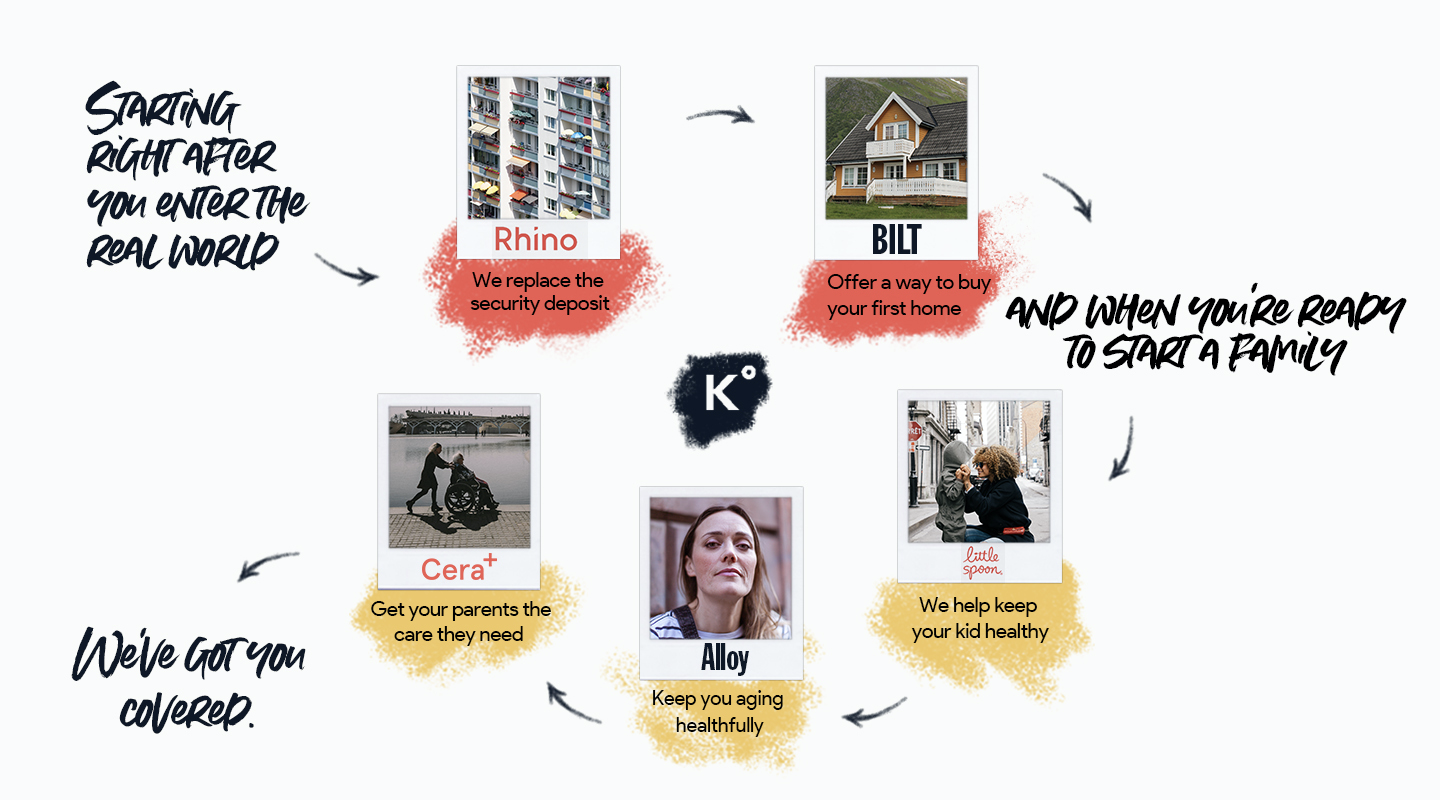 STARTING
RIGHT AFTER
YOU ENTER THE
REAL WORLD
Rhino
We replace the
security deposit
BILT
Offer a way to buy
your first home
AND WHEN YOU'RE READY
TO START A FAMILY
K°
little
spoon.
We help keep
your kid healthy
Alloy
Keep you aging
healthfully
Cera+
Get your parents the
care they need
WE'VE GOT YOU
COVERED.